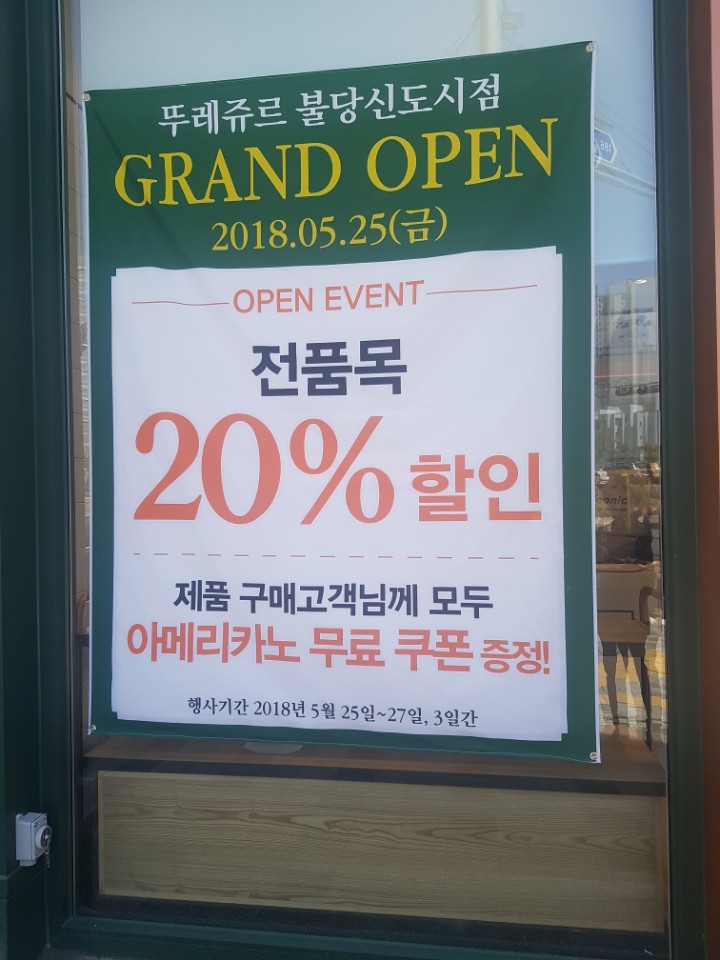 뚜레쥬르 불당신도시점
GRAND OPEN
2018.05.25(금)
OPEN EVENT
전품목
20% 할인
제품 구매고객님께 모두
아메리카노 무료 쿠폰 증정!
행사기간 2018년 5월 25일~27일, 3일간